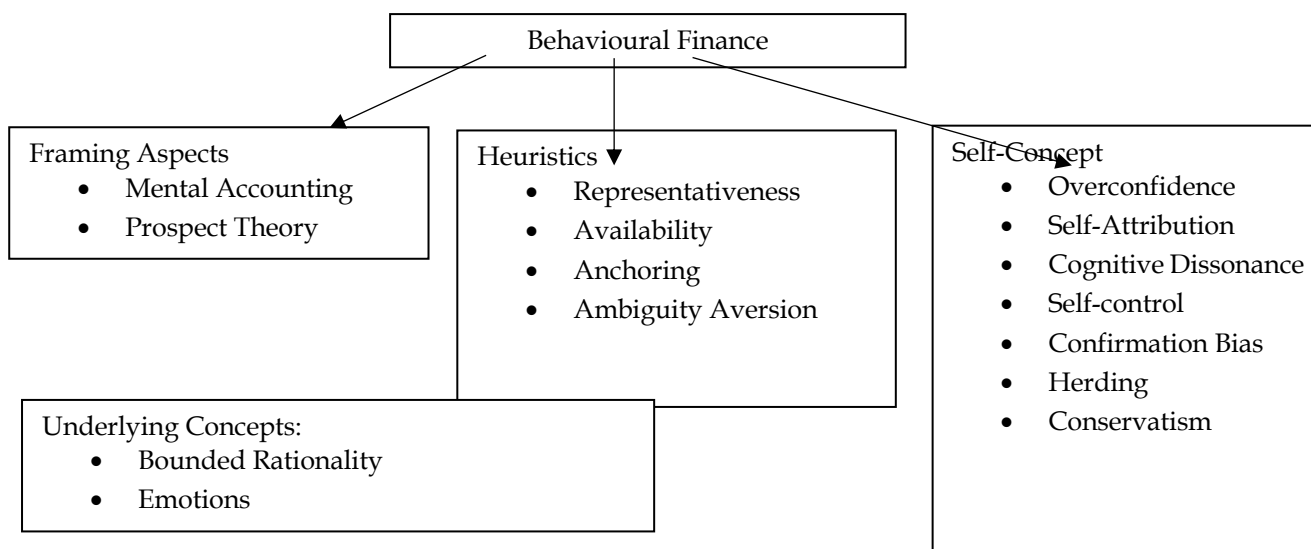 Behavioural Finance
Framing Aspects
• Mental Accounting
• Prospect Theory
Heuristics
• Representativeness
• Availability
• Anchoring
• Ambiguity Aversion
Self-Concept
• Overconfidence
• Self-Attribution
• Cognitive Dissonance
• Self-control
• Confirmation Bias
• Herding
• Conservatism
Underlying Concepts:
• Bounded Rationality
• Emotions